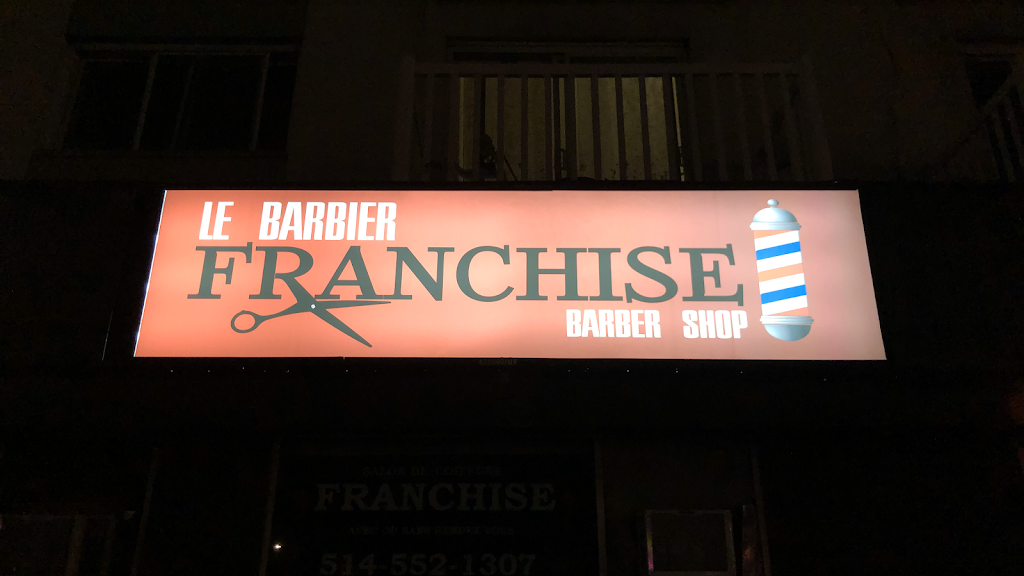 LE BARBIER
FRANCHISE
BARBER SHOP
FRANCHISE
514-552-1307